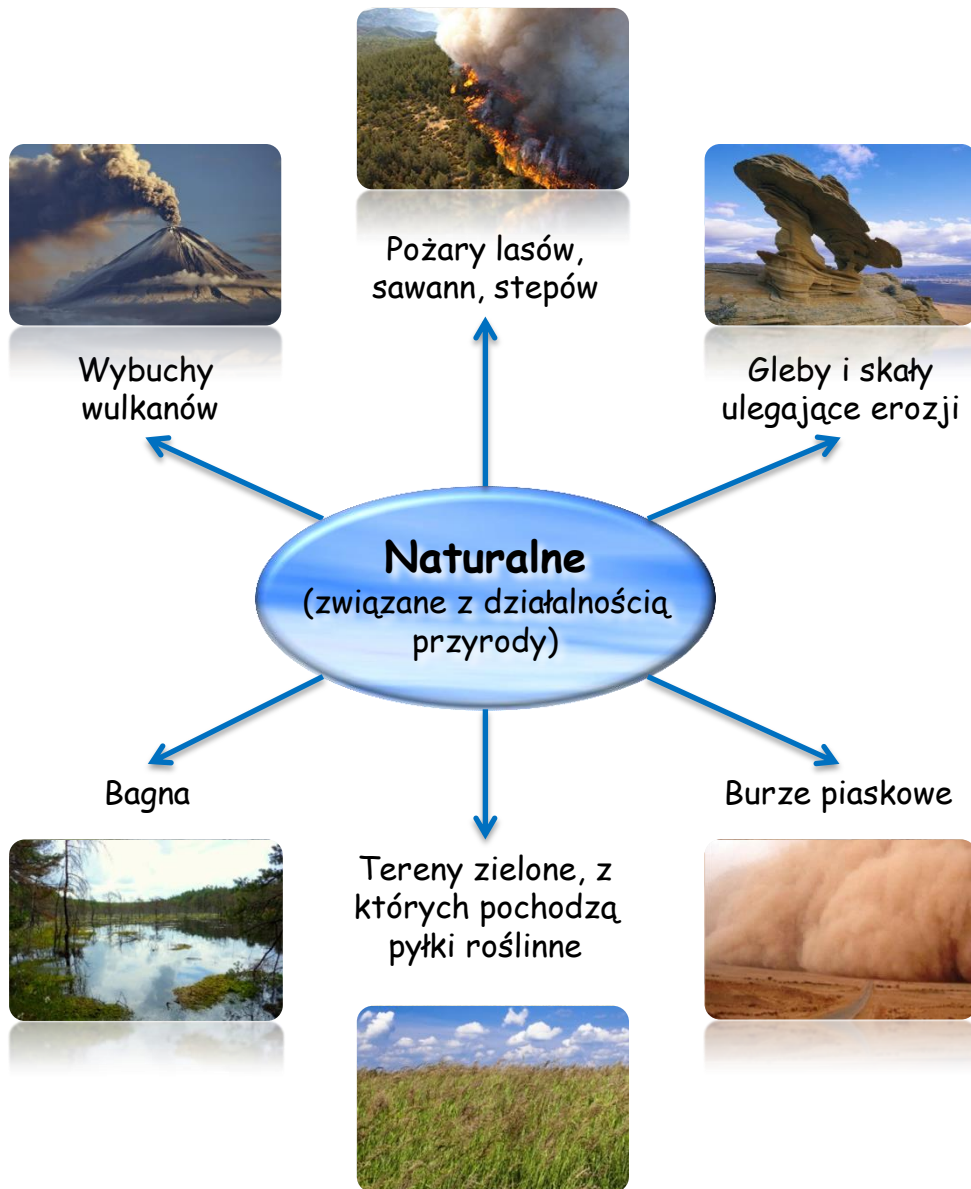 Pożary lasów,
sawann, stepów
Wybuchy
wulkanów
Gleby i skały
ulegające erozji
Naturalne
(związane z działalnością
przyrody)
Bagna
Burze piaskowe
Tereny zielone, z
których pochodzą
pyłki roślinne